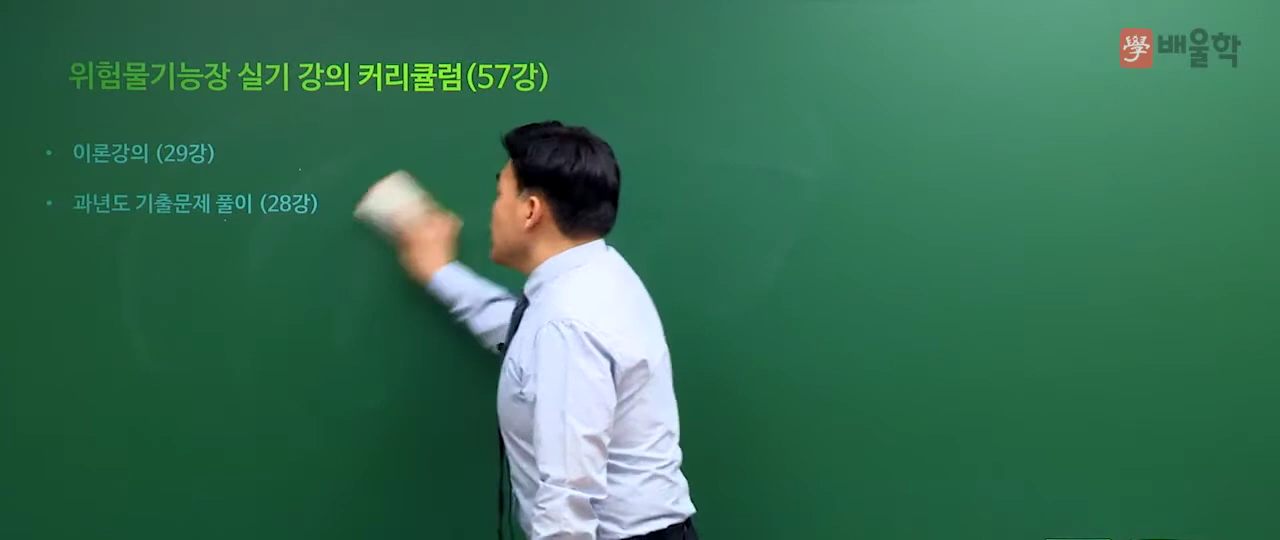 學 배울학
위험물기능장 실기 강의 커리큘럼(57강)
• 이론강의 (29강)
• 과년도 기출문제 풀이 (28강)